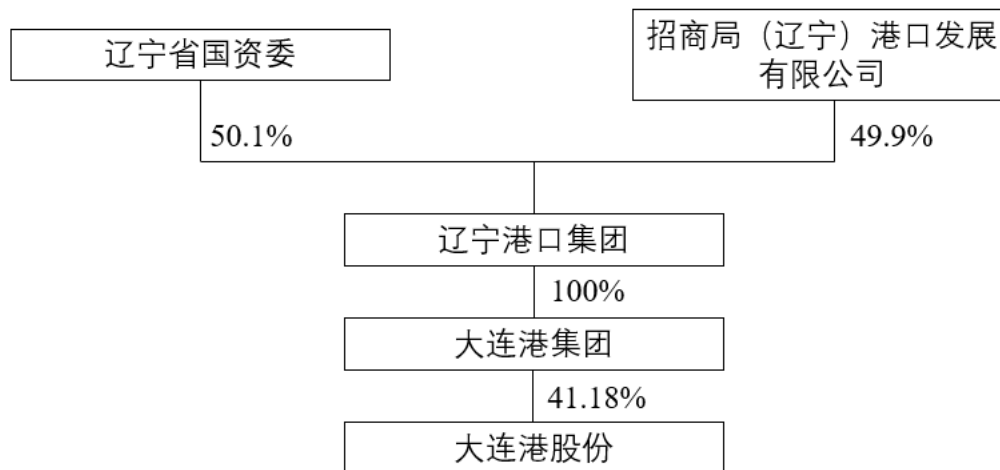 辽宁省国资委
招商局（辽宁）港口发展
有限公司
50.1%
49.9%
辽宁港口集团
100%
大连港集团
41.18%
大连港股份